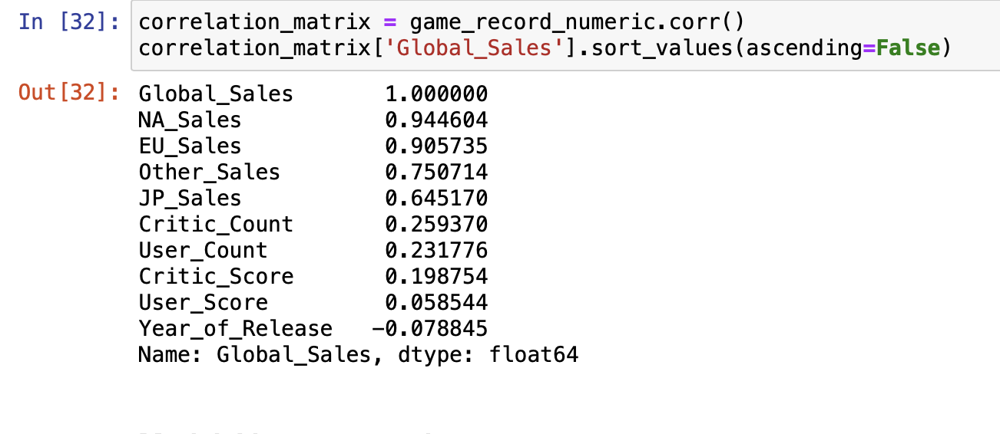 In [32]: correlation_matrix = game_record_numeric.corr()
correlation_matrix['Global_Sales'].sort_values(ascending=False)
Out[32]: Global_Sales 1.000000
NA_Sales 0.944604
EU_Sales 0.905735
Other_Sales 0.750714
JP_Sales 0.645170
Critic_Count 0.259370
User_Count 0.231776
Critic_Score 0.198754
User_Score 0.058544
Year_of_Release −0.078845
Name: Global_Sales, dtype: float64